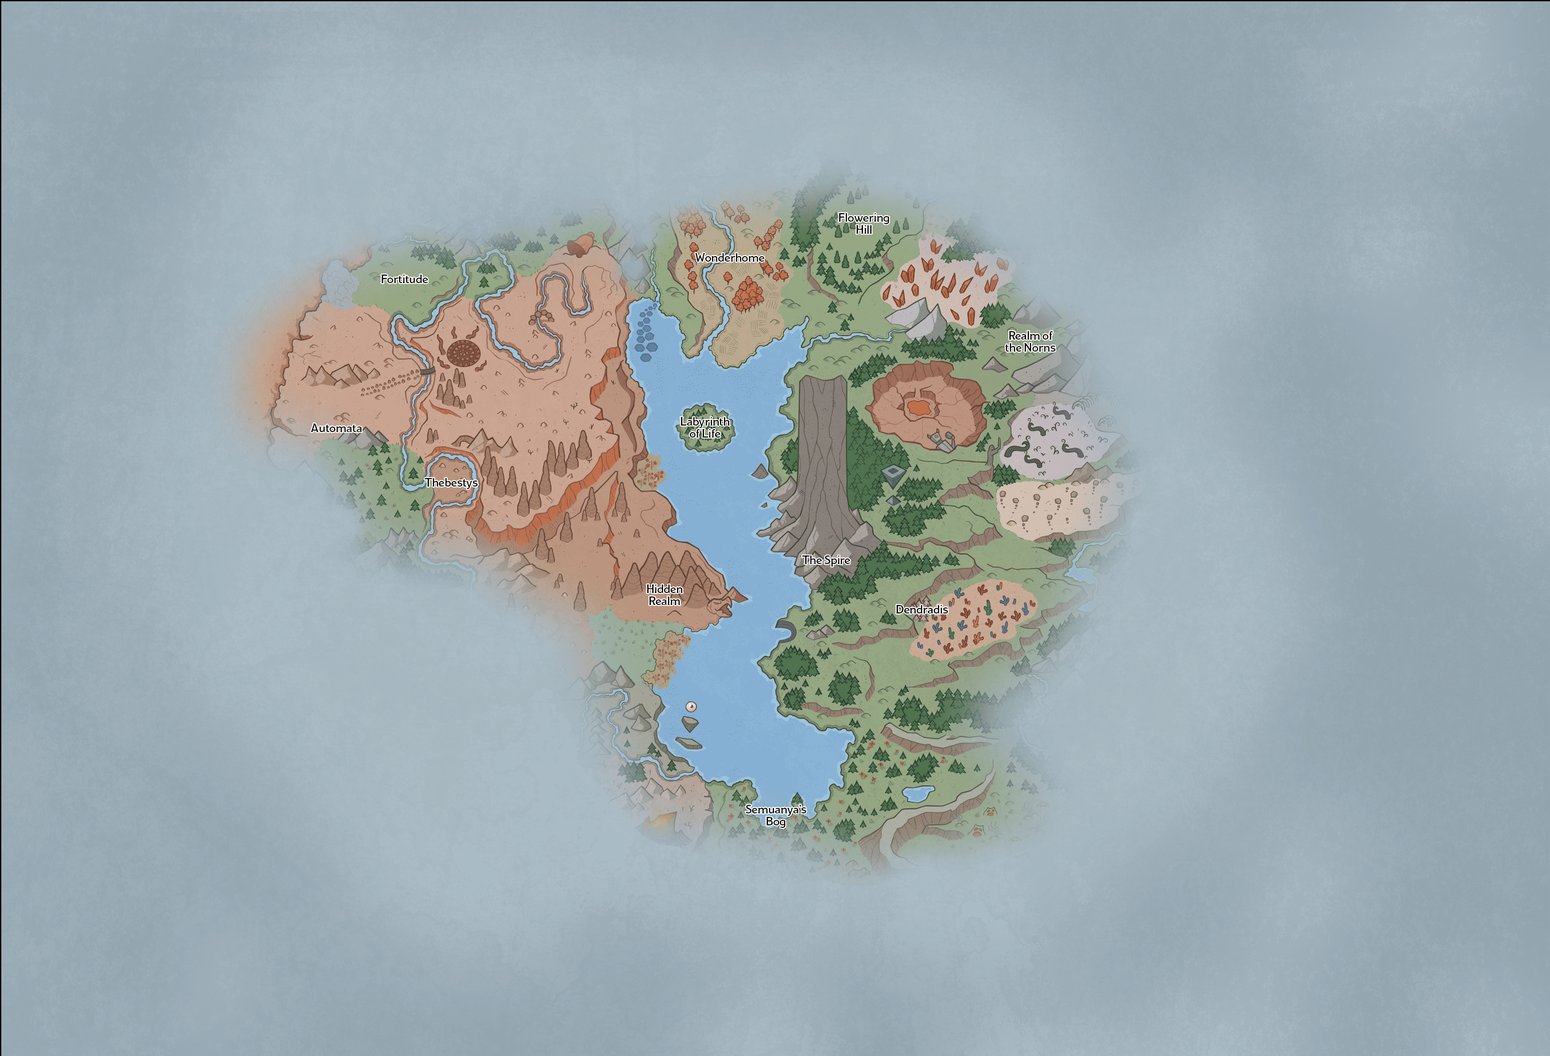 Flowering
Hill
Wonderhome
Fortitude
Realm of
the Norns
Labyrinth
of Life
Automata
Thebestys
The Spire
Hidden
Realm
Dendradis
Semuanya's
Bog